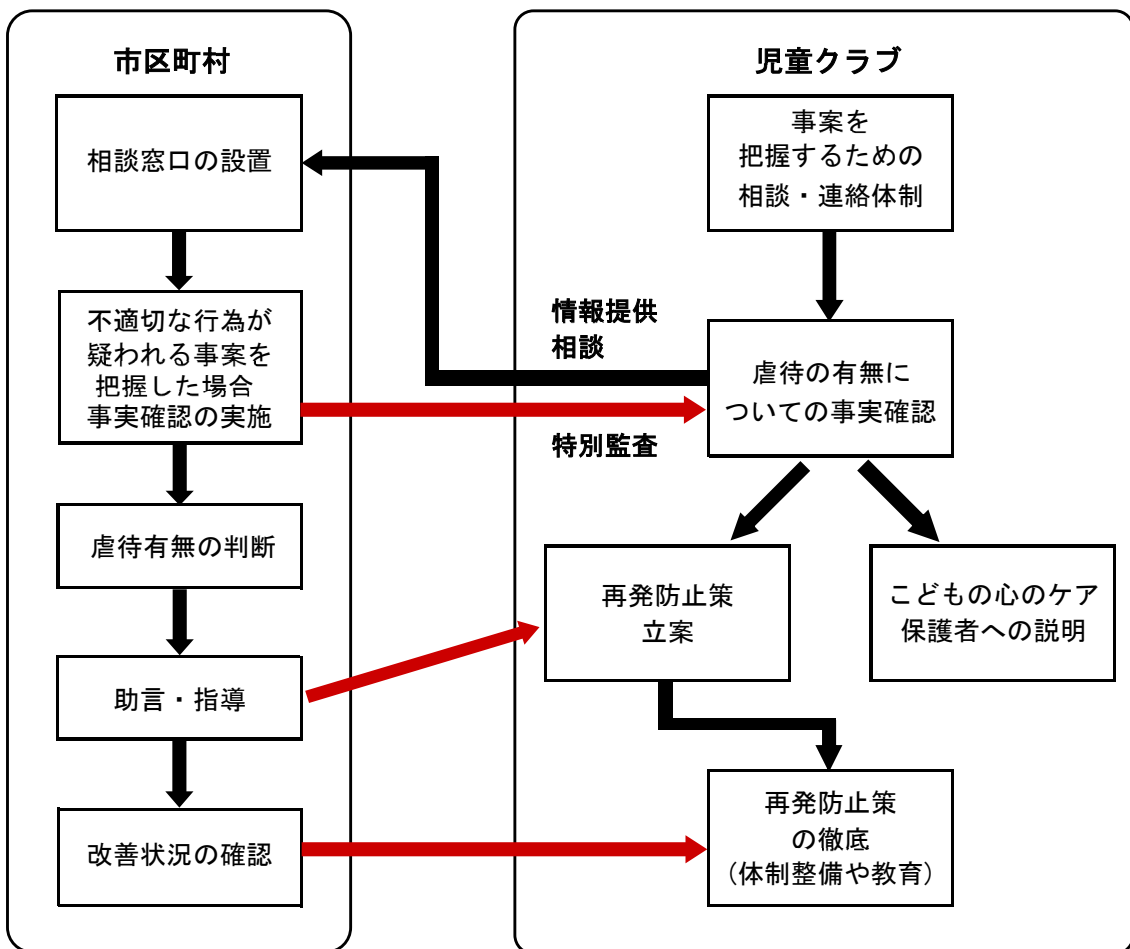 市区町村
相談窓口の設置
不適切な行為が
疑われる事案を
把握した場合
事実確認の実施
虐待有無の判断
助言・指導
改善状況の確認
情報提供
相談
特別監査
児童クラブ
事案を
把握するための
相談・連絡体制
虐待の有無に
ついての事実確認
再発防止策
立案
こどもの心のケア
保護者への説明
再発防止策
の徹底
（体制整備や教育）